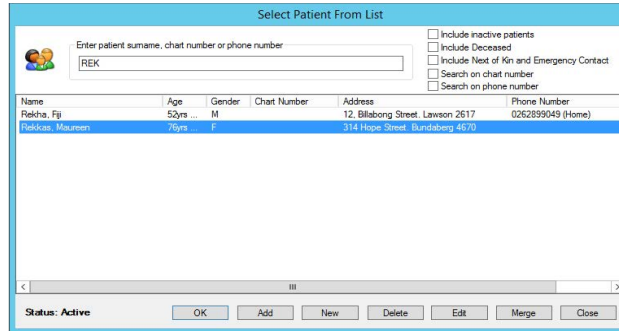 Select Patient From List
Enter patient surname, chart number or phone number
REK
Include inactive patients
Include Deceased
Include Next of Kin and Emergency Contact
Search on chart number
Search on phone number
Name Age Gender Chart Number Address Phone Number
Rekha, Fiji 52yrs ... M 12, Billabong Street. Lawson 2617 0262899049 (Home)
Rekkas, Maureen 76yrs ... F 314 Hope Street. Bundaberg 4670
Status: Active OK Add New Delete Edit Merge Close